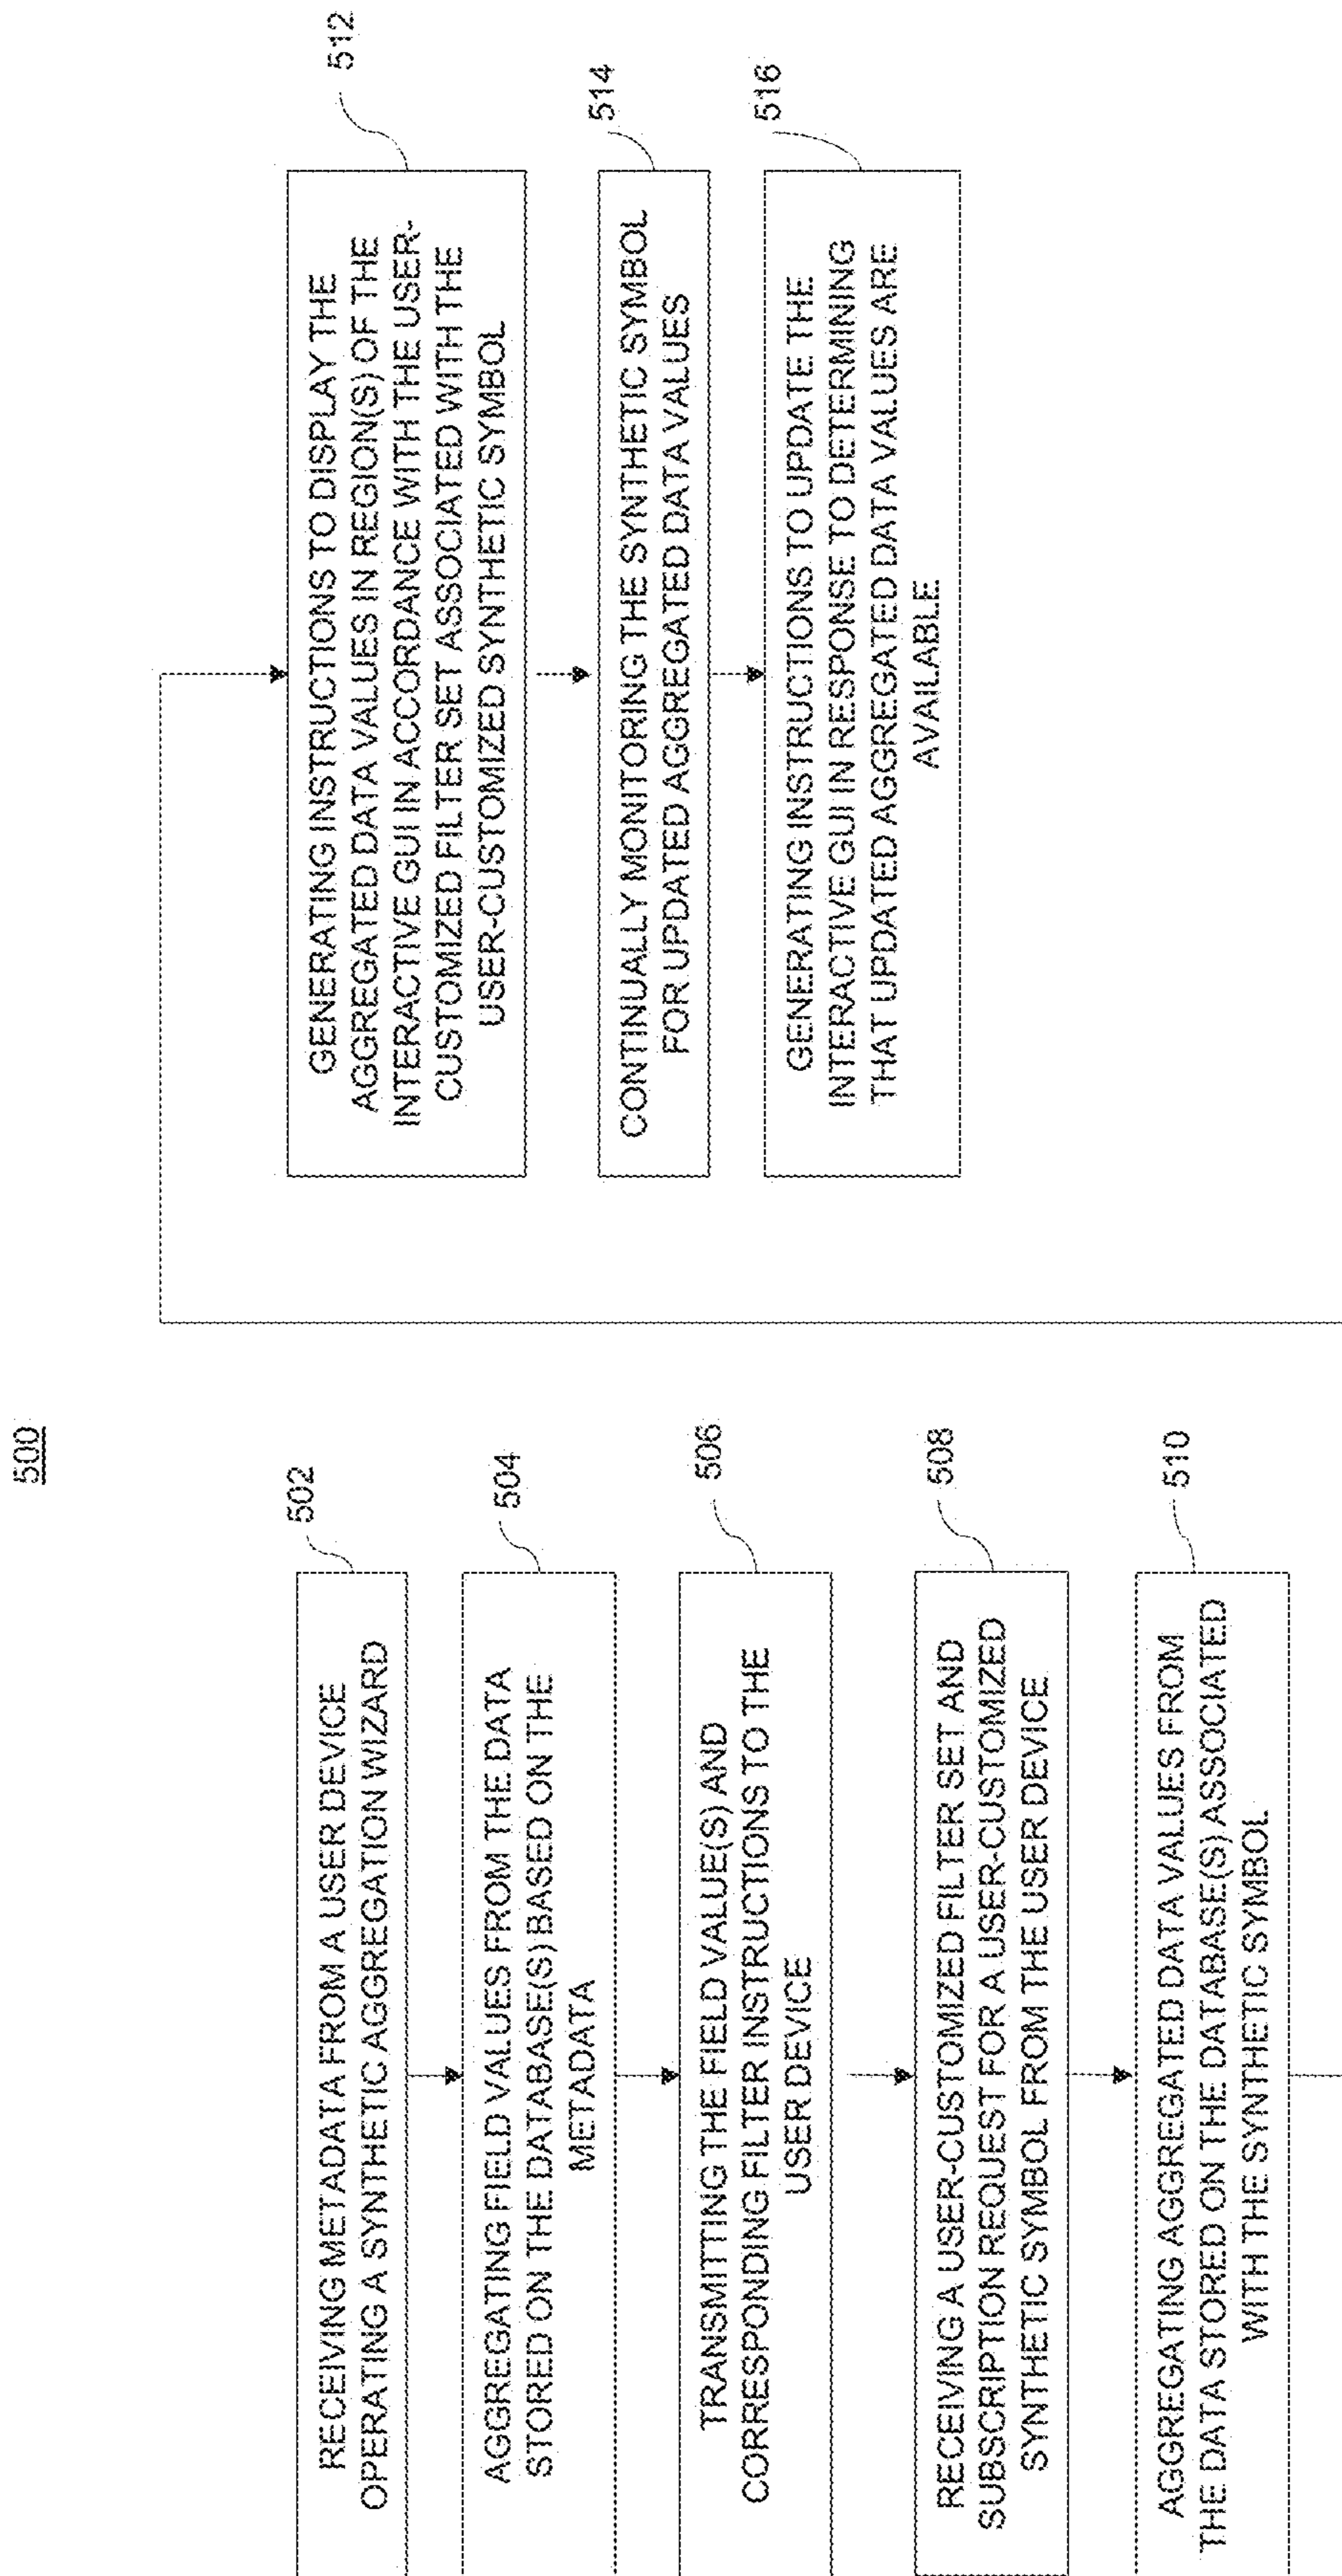 500
RECEIVING METADATA FROM A USER DEVICE
OPERATING A SYNTHETIC AGGREGATION WIZARD
502
AGGREGATING FIELD VALUES FROM THE DATA
STORED ON THE DATABASE(S) BASED ON THE
METADATA
504
TRANSMITTING THE FIELD VALUE(S) AND
CORRESPONDING FILTER INSTRUCTIONS TO THE
USER DEVICE
506
RECEIVING A USER-CUSTOMIZED FILTER SET AND
SUBSCRIPTION REQUEST FOR A USER-CUSTOMIZED
SYNTHETIC SYMBOL FROM THE USER DEVICE
508
AGGREGATING AGGREGATED DATA VALUES FROM
THE DATA STORED ON THE DATABASE(S) ASSOCIATED
WITH THE SYNTHETIC SYMBOL
510
GENERATING INSTRUCTIONS TO DISPLAY THE
AGGREGATED DATA VALUES IN REGION(S) OF THE
INTERACTIVE GUI IN ACCORDANCE WITH THE USER-
CUSTOMIZED FILTER SET ASSOCIATED WITH THE
USER-CUSTOMIZED SYNTHETIC SYMBOL
512
CONTINUALLY MONITORING THE SYNTHETIC SYMBOL
FOR UPDATED AGGREGATED DATA VALUES
514
GENERATING INSTRUCTIONS TO UPDATE THE
INTERACTIVE GUI IN RESPONSE TO DETERMINING
THAT UPDATED AGGREGATED DATA VALUES ARE
AVAILABLE
516